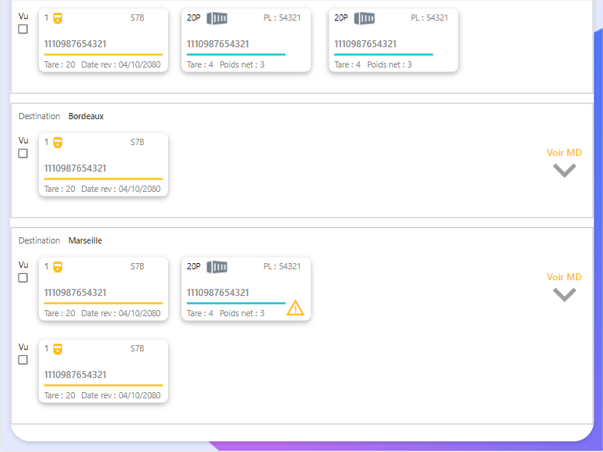 Vu 1 S7B 20P PL : 54321 20P PL : 54321
1110987654321 1110987654321 1110987654321
Tare : 20 Date rev : 04/10/2080 Tare : 4 Poids net : 3 Tare : 4 Poids net : 3
Destination Bordeaux
Vu 1 S7B
Voir MD
1110987654321
Tare : 20 Date rev : 04/10/2080
Destination Marseille
Vu 1 S7B 20P PL : 54321
Voir MD
1110987654321 1110987654321
Tare : 20 Date rev : 04/10/2080 Tare : 4 Poids net : 3
Vu 1 S7B
1110987654321
Tare : 20 Date rev : 04/10/2080